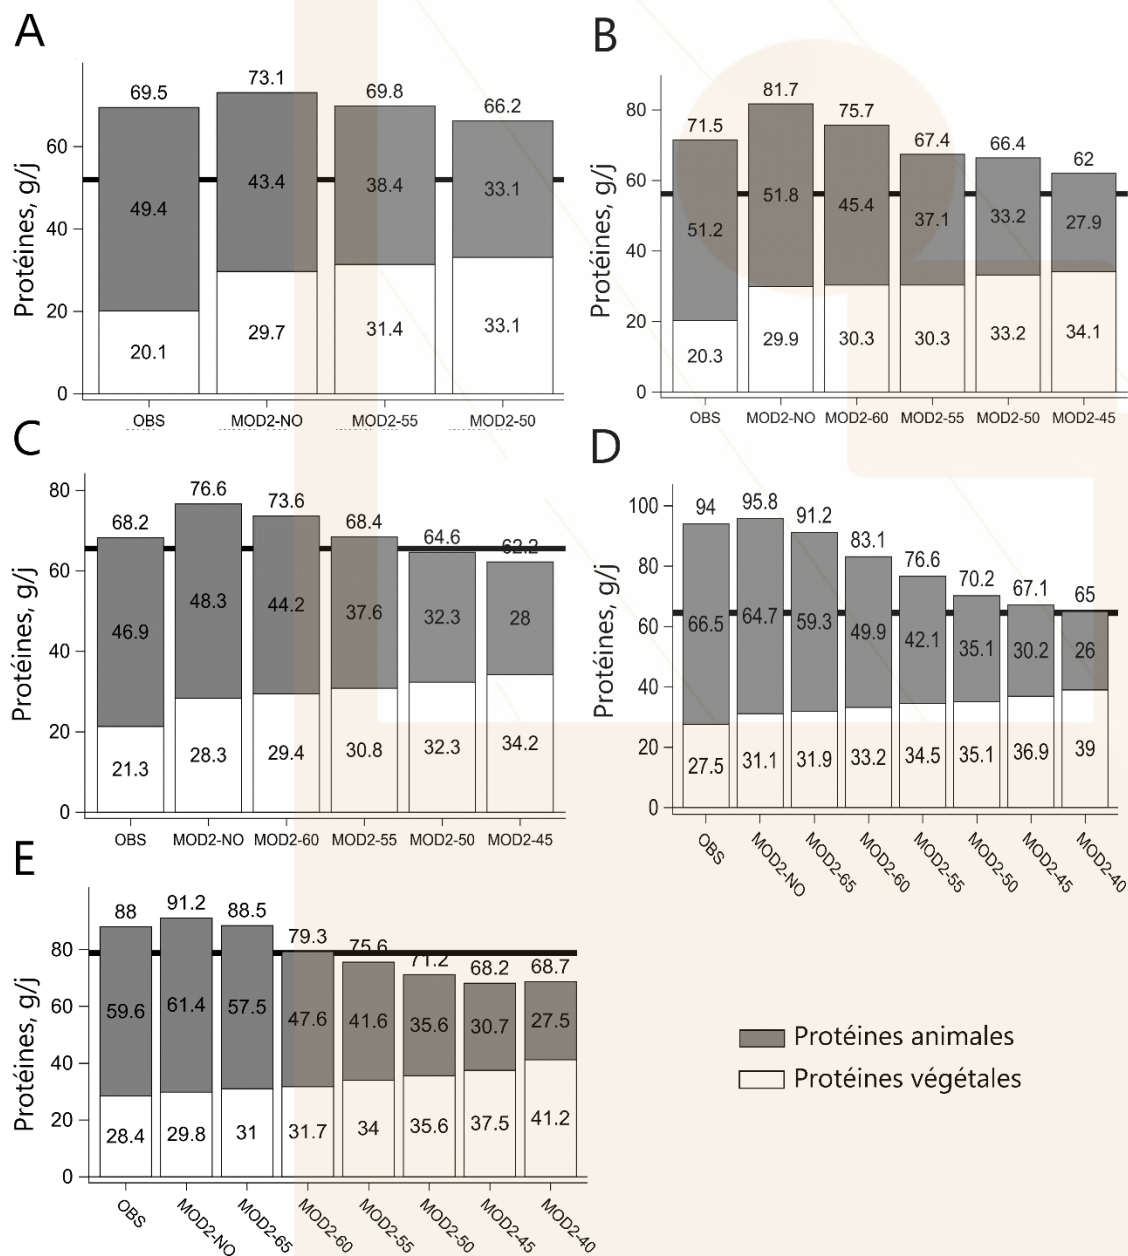 A
Protéines, g/j
69.5 73.1 69.8 66.2
60
49.4 43.4 38.4 33.1
40
20
20.1 29.7 31.4 33.1
0
OBS MOD2-NO MOD2-55 MOD2-50
B
Protéines, g/j
71.5 81.7 75.7 67.4 66.4 62
80
60
51.2 51.8 45.4 37.1 33.2 27.9
40
20
20.3 29.9 30.3 30.3 33.2 34.1
0
OBS MOD2-NO MOD2-60 MOD2-55 MOD2-50 MOD2-45
C
Protéines, g/j
68.2 76.6 73.6 68.4 64.6 62.2
80
60
46.9 48.3 44.2 37.6 32.3 28
40
20
21.3 28.3 29.4 30.8 32.3 34.2
0
OBS MOD2-NO MOD2-60 MOD2-55 MOD2-50 MOD2-45
D
Protéines, g/j
94 95.8 91.2 83.1 76.6 70.2 67.1 65
100
80
60
66.5 64.7 59.3 49.9 42.1 35.1 30.2 26
40
20
27.5 31.1 31.9 33.2 34.5 35.1 36.9 39
0
OBS MOD2-NO MOD2-65 MOD2-60 MOD2-55 MOD2-50 MOD2-45 MOD2-40
E
Protéines, g/j
88 91.2 88.5 79.3 75.6 71.2 68.2 68.7
80
60
59.6 61.4 57.5 47.6 41.6 35.6 30.7 27.5
40
20
28.4 29.8 31 31.7 34 35.6 37.5 41.2
0
OBS MOD2-NO MOD2-65 MOD2-60 MOD2-55 MOD2-50 MOD2-45 MOD2-40
Protéines animales
Protéines végétales